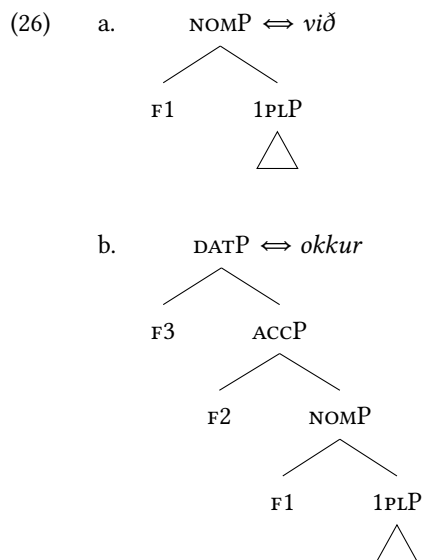 (26) a. NOMP ⇔ við
F1 1PLP
b. DATP ⇔ okkur
F3 ACCP
F2 NOMP
F1 1PLP